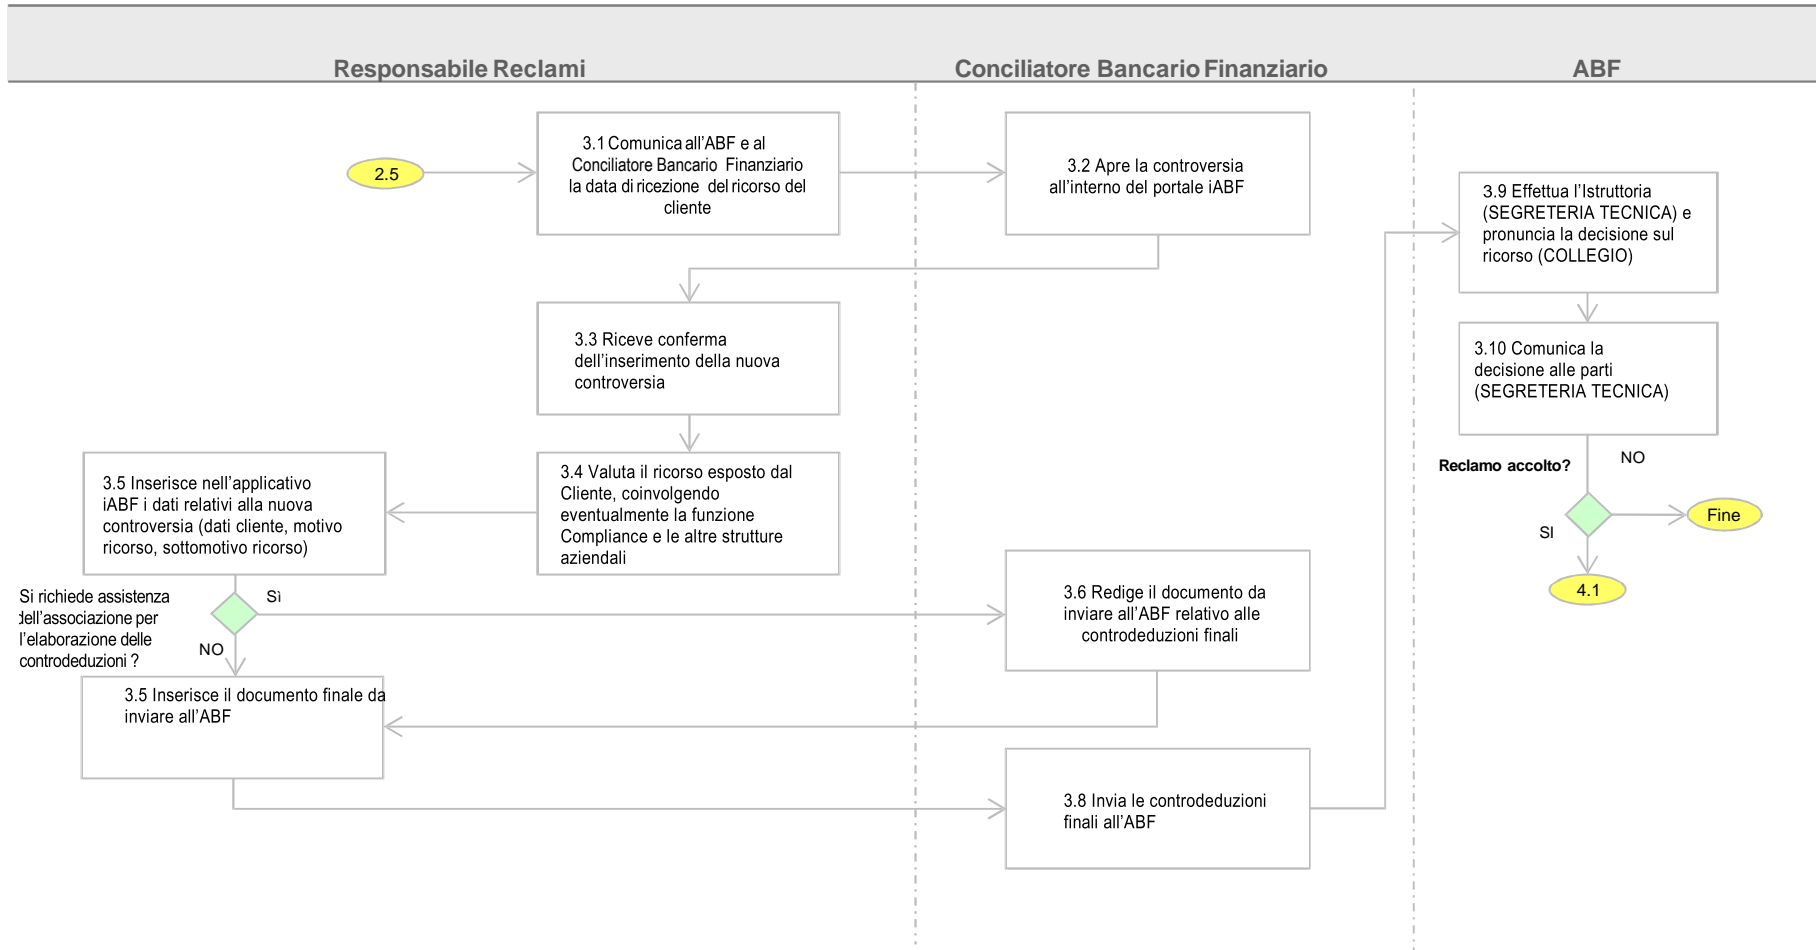 Responsabile Reclami
Conciliatore Bancario Finanziario
ABF
2.5
3.1 Comunica all'ABF e al
Conciliatore Bancario Finanziario
la data di ricezione del ricorso del
cliente
3.2 Apre la controversia
all'interno del portale iABF
3.3 Riceve conferma
dell'inserimento della nuova
controversia
3.4 Valuta il ricorso esposto dal
Cliente, coinvolgendo
eventualmente la funzione
Compliance e le altre strutture
aziendali
3.5 Inserisce nell'applicativo
iABF i dati relativi alla nuova
controversia (dati cliente, motivo
ricorso, sottomotivo ricorso)
Si richiede assistenza
dell'associazione per
l'elaborazione delle
controdeduzioni ?
Sì
NO
3.6 Redige il documento da
inviare all'ABF relativo alle
controdeduzioni finali
3.5 Inserisce il documento finale da
inviare all'ABF
3.8 Invia le controdeduzioni
finali all'ABF
3.9 Effettua l'Istruttoria
(SEGRETERIA TECNICA) e
pronuncia la decisione sul
ricorso (COLLEGIO)
3.10 Comunica la
decisione alle parti
(SEGRETERIA TECNICA)
Reclamo accolto?
NO
Fine
SI
4.1